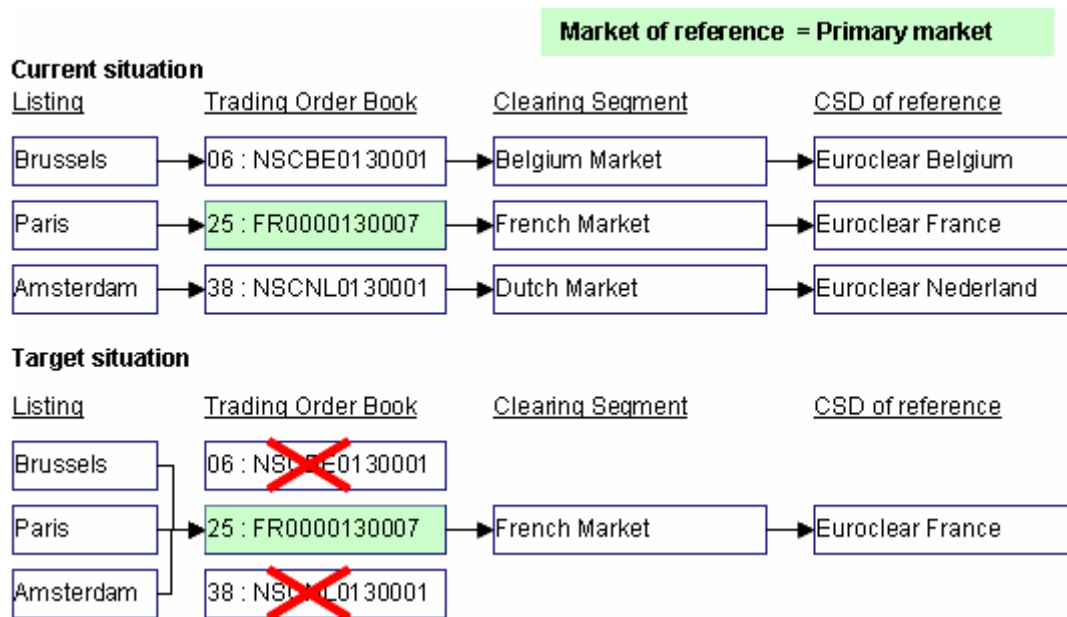 Market of reference = Primary market
Current situation
Listing Trading Order Book Clearing Segment CSD of reference
Brussels 06 : NSCBE0130001 Belgium Market Euroclear Belgium
Paris 25 : FR0000130007 French Market Euroclear France
Amsterdam 38 : NSCNL0130001 Dutch Market Euroclear Nederland
Target situation
Listing Trading Order Book Clearing Segment CSD of reference
Brussels 06 : NSCBE0130001
Paris 25 : FR0000130007 French Market Euroclear France
Amsterdam 38 : NSCNL0130001